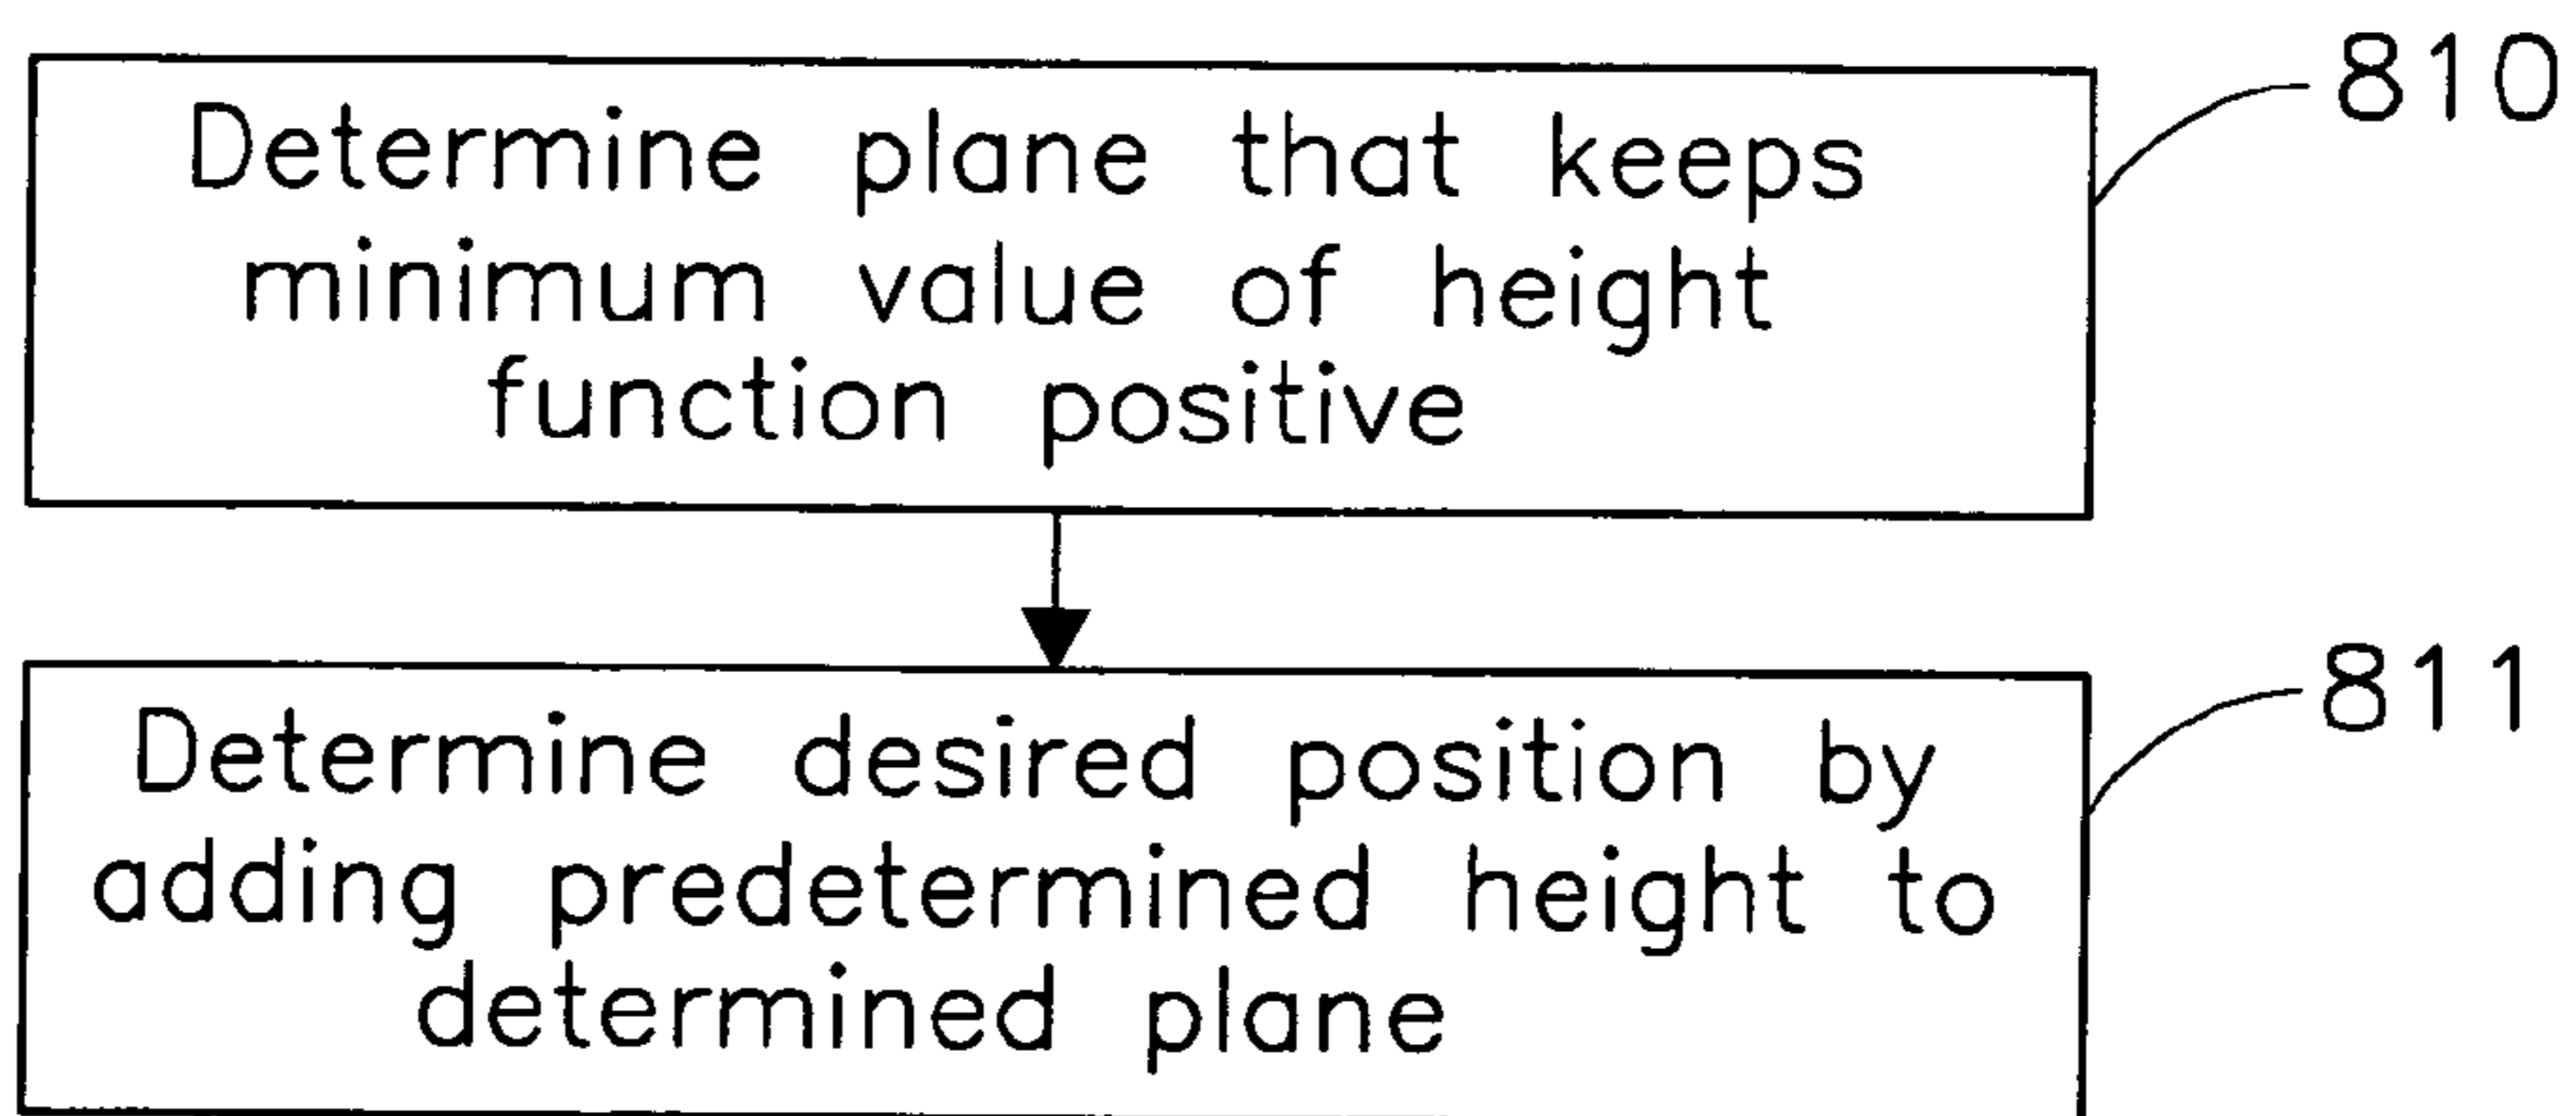 810
Determine plane that keeps
minimum value of height
function positive
811
Determine desired position by
adding predetermined height to
determined plane